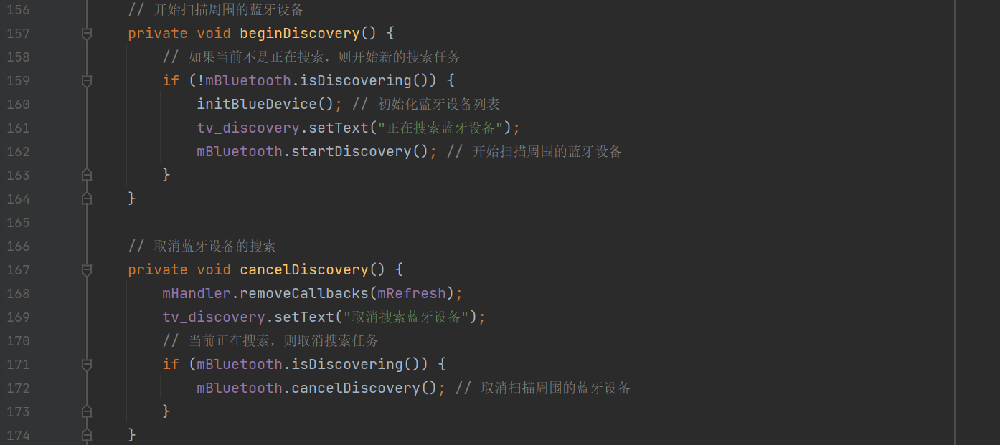 156 // 开始扫描周围的蓝牙设备
157 private void beginDiscovery() {
158 // 如果当前不是正在搜索，则开始新的搜索任务
159 if (!mBluetooth.isDiscovering()) {
160 initBlueDevice(); // 初始化蓝牙设备列表
161 tv_discovery.setText("正在搜索蓝牙设备");
162 mBluetooth.startDiscovery(); // 开始扫描周围的蓝牙设备
163 }
164 }
165
166 // 取消蓝牙设备的搜索
167 private void cancelDiscovery() {
168 mHandler.removeCallbacks(mRefresh);
169 tv_discovery.setText("取消搜索蓝牙设备");
170 // 当前正在搜索，则取消搜索任务
171 if (mBluetooth.isDiscovering()) {
172 mBluetooth.cancelDiscovery(); // 取消扫描周围的蓝牙设备
173 }
174 }